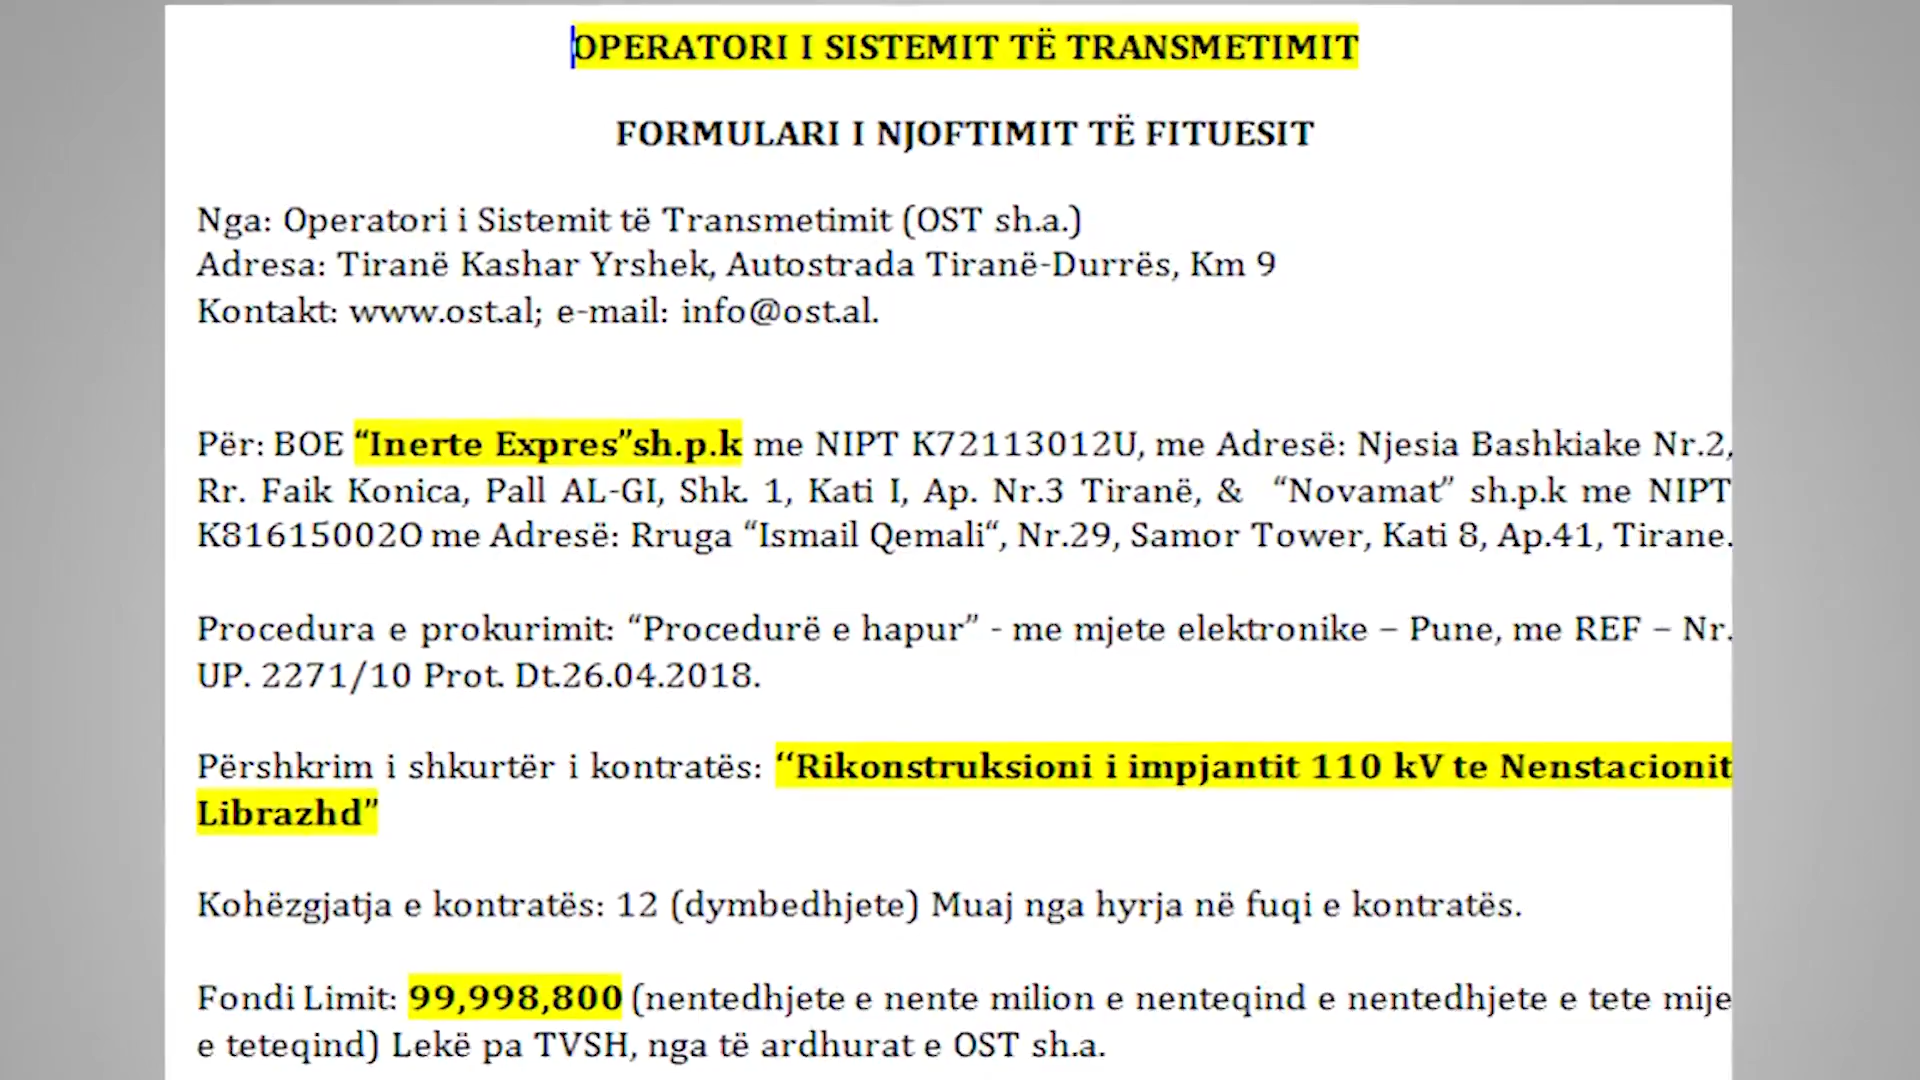 OPERATORI I SISTEMIT TË TRANSMETIMIT
FORMULARI I NJOFTIMIT TË FITUESIT
Nga: Operatori i Sistemit të Transmetimit (OST sh.a.)
Adresa: Tiranë Kashar Yrshek, Autostrada Tiranë-Durrës, Km 9
Kontakt: www.ost.al; e-mail: info@ost.al.
Për: BOE “Inerte Expres”sh.p.k me NIPT K72113012U, me Adresë: Njesia Bashkiake Nr.2,
Rr. Faik Konica, Pall AL-GI, Shk. 1, Kati I, Ap. Nr.3 Tiranë, & “Novamat” sh.p.k me NIPT
K81615002O me Adresë: Rruga “Ismail Qemali“, Nr.29, Samor Tower, Kati 8, Ap.41, Tirane.
Procedura e prokurimit: “Procedurë e hapur” - me mjete elektronike – Pune, me REF – Nr.
UP. 2271/10 Prot. Dt.26.04.2018.
Përshkrim i shkurtër i kontratës: “Rikonstruksioni i impjantit 110 kV te Nenstacionit
Librazhd”
Kohëzgjatja e kontratës: 12 (dymbedhjete) Muaj nga hyrja në fuqi e kontratës.
Fondi Limit: 99,998,800 (nentedhjete e nente milion e nenteqind e nentedhjete e tete mije
e teteqind) Lekë pa TVSH, nga të ardhurat e OST sh.a.